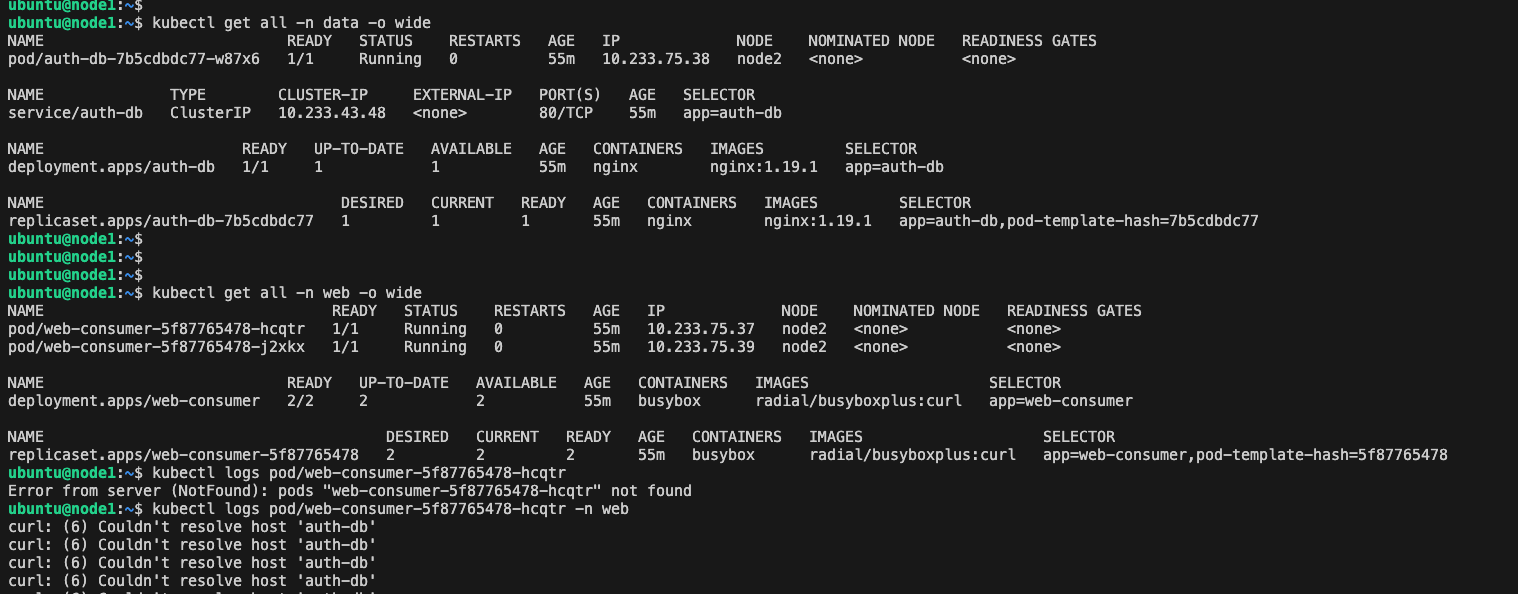 ubuntu@node1:~$
ubuntu@node1:~$ kubectl get all -n data -o wide
NAME READY STATUS RESTARTS AGE IP NODE NOMINATED NODE READINESS GATES
pod/auth-db-7b5cdbdc77-w87x6 1/1 Running 0 55m 10.233.75.38 node2 <none> <none>
NAME TYPE CLUSTER-IP EXTERNAL-IP PORT(S) AGE SELECTOR
service/auth-db ClusterIP 10.233.43.48 <none> 80/TCP 55m app=auth-db
NAME READY UP-TO-DATE AVAILABLE AGE CONTAINERS IMAGES SELECTOR
deployment.apps/auth-db 1/1 1 1 55m nginx nginx:1.19.1 app=auth-db
NAME DESIRED CURRENT READY AGE CONTAINERS IMAGES SELECTOR
replicaset.apps/auth-db-7b5cdbdc77 1 1 1 55m nginx nginx:1.19.1 app=auth-db,pod-template-hash=7b5cdbdc77
ubuntu@node1:~$
ubuntu@node1:~$
ubuntu@node1:~$
ubuntu@node1:~$ kubectl get all -n web -o wide
NAME READY STATUS RESTARTS AGE IP NODE NOMINATED NODE READINESS GATES
pod/web-consumer-5f87765478-hcqtr 1/1 Running 0 55m 10.233.75.37 node2 <none> <none>
pod/web-consumer-5f87765478-j2xkx 1/1 Running 0 55m 10.233.75.39 node2 <none> <none>
NAME READY UP-TO-DATE AVAILABLE AGE CONTAINERS IMAGES SELECTOR
deployment.apps/web-consumer 2/2 2 2 55m busybox radial/busyboxplus:curl app=web-consumer
NAME DESIRED CURRENT READY AGE CONTAINERS IMAGES SELECTOR
replicaset.apps/web-consumer-5f87765478 2 2 2 55m busybox radial/busyboxplus:curl app=web-consumer,pod-template-hash=5f87765478
ubuntu@node1:~$ kubectl logs pod/web-consumer-5f87765478-hcqtr
Error from server (NotFound): pods "web-consumer-5f87765478-hcqtr" not found
ubuntu@node1:~$ kubectl logs pod/web-consumer-5f87765478-hcqtr -n web
curl: (6) Couldn't resolve host 'auth-db'
curl: (6) Couldn't resolve host 'auth-db'
curl: (6) Couldn't resolve host 'auth-db'
curl: (6) Couldn't resolve host 'auth-db'